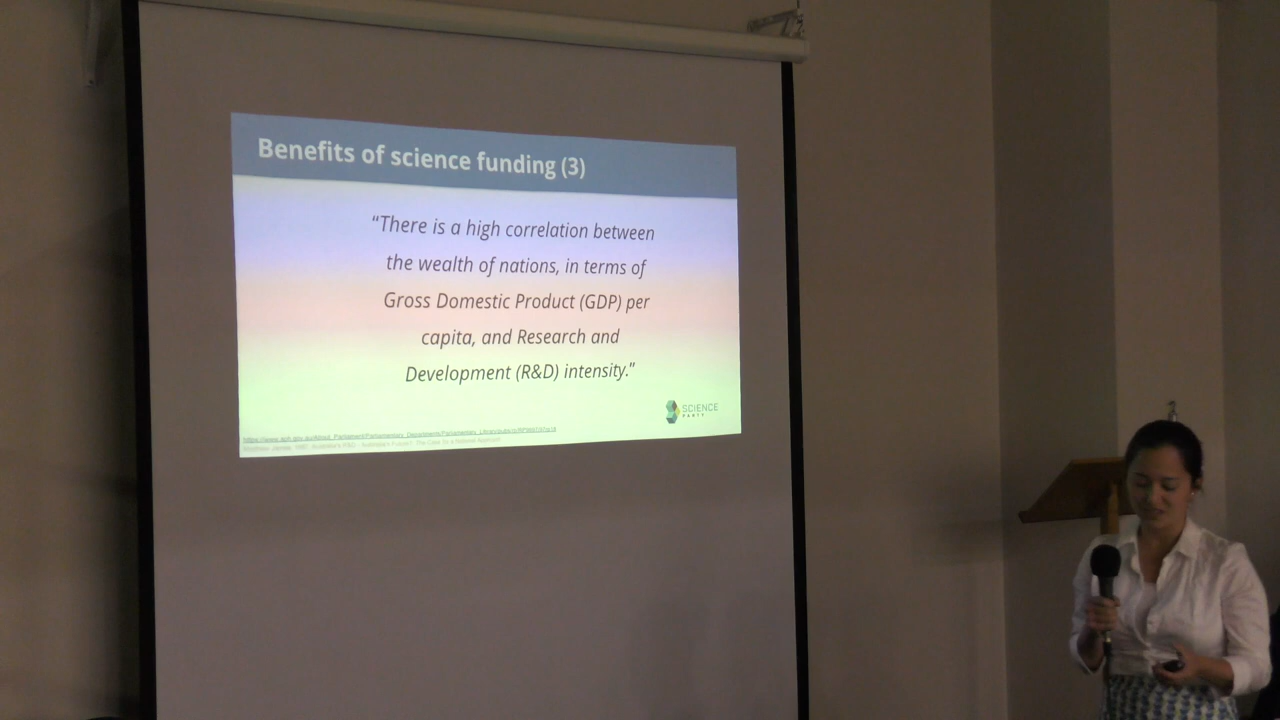 Benefits of science funding (3)
“There is a high correlation between
the wealth of nations, in terms of
Gross Domestic Product (GDP) per
capita, and Research and
Development (R&D) intensity.”
SCIENCE
PARTY